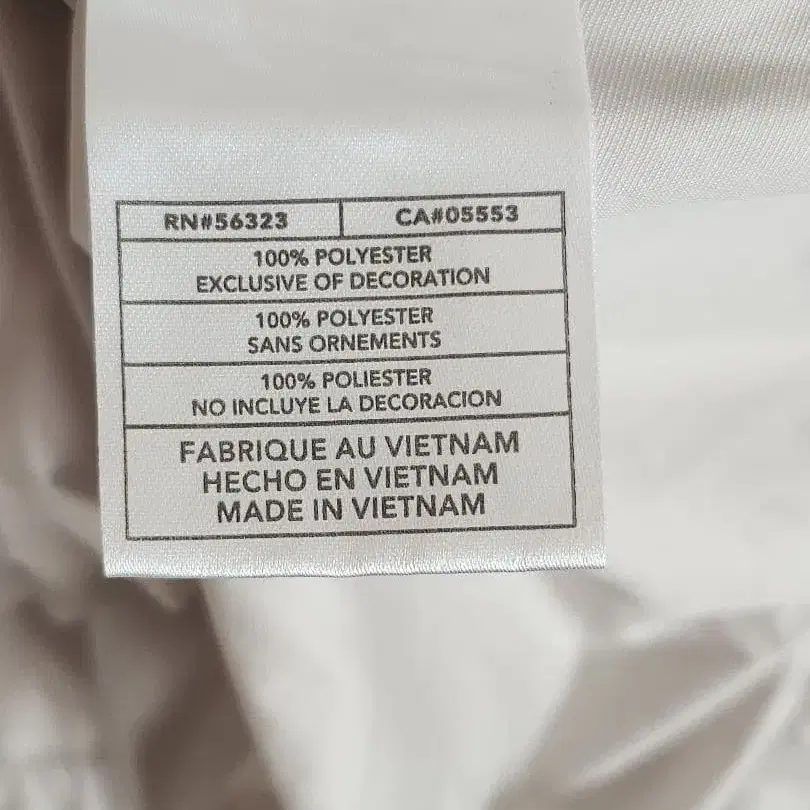 RN#56323 CA#05553
100% POLYESTER
EXCLUSIVE OF DECORATION
100% POLYESTER
SANS ORNEMENTS
100% POLIESTER
NO INCLUYE LA DECORACION
FABRIQUE AU VIETNAM
HECHO EN VIETNAM
MADE IN VIETNAM